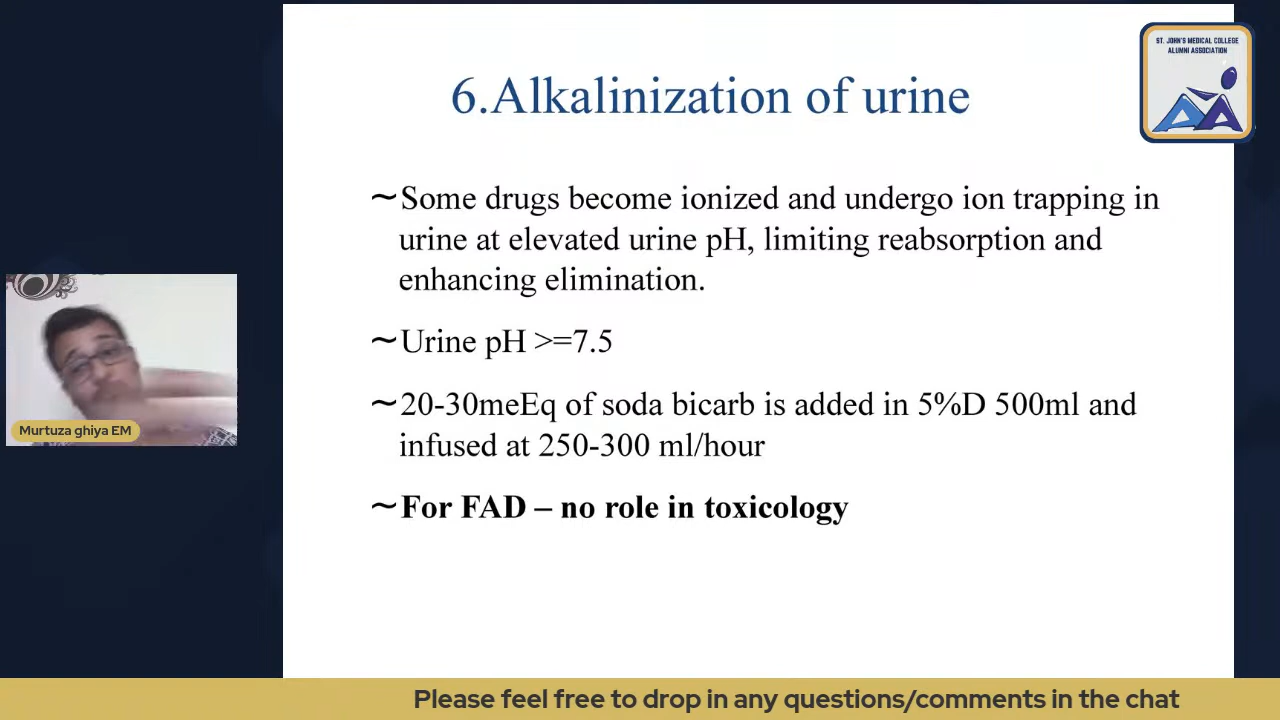 6.Alkalinization of urine
ST. JOHN'S MEDICAL COLLEGE
ALUMNI ASSOCIATION
~Some drugs become ionized and undergo ion trapping in
urine at elevated urine pH, limiting reabsorption and
enhancing elimination.
~Urine pH >=7.5
~20-30meEq of soda bicarb is added in 5%D 500ml and
infused at 250-300 ml/hour
~For FAD – no role in toxicology
Murtuza ghiya EM
Please feel free to drop in any questions/comments in the chat